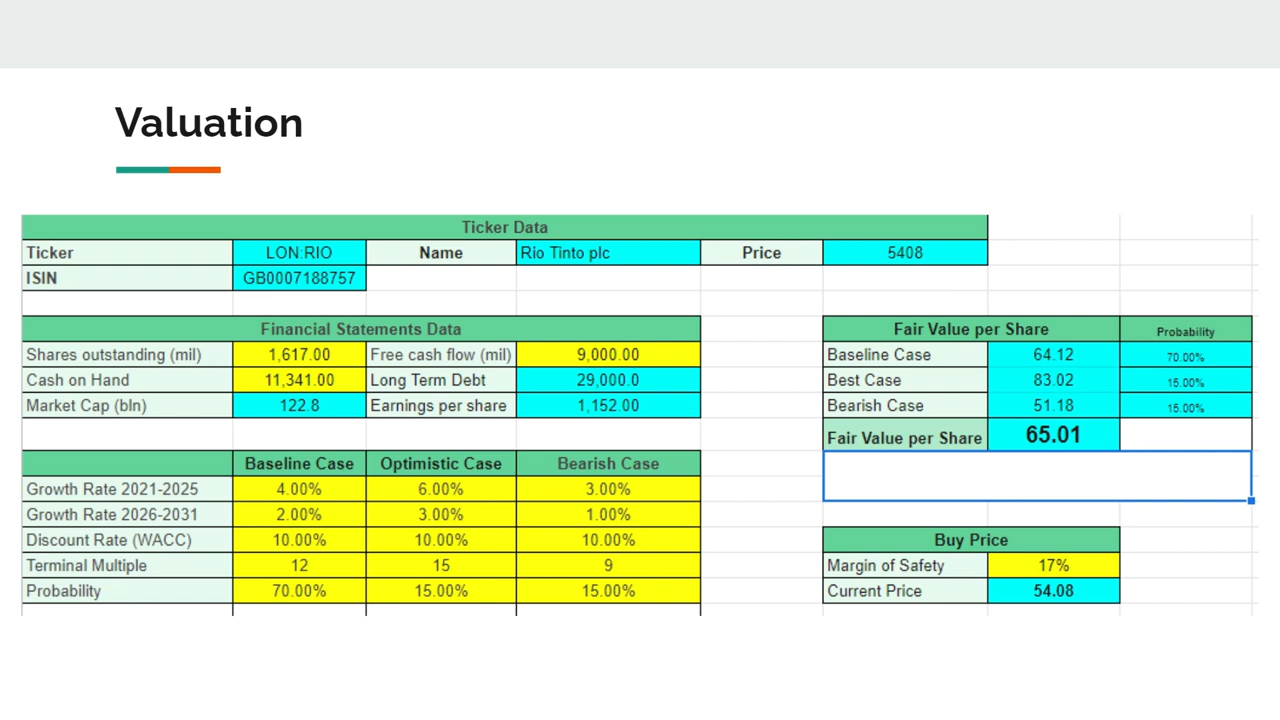 Valuation
Ticker Data
Ticker LON:RIO Name Rio Tinto plc Price 5408
ISIN GB0007188757
Financial Statements Data Fair Value per Share Probability
Shares outstanding (mil) 1,617.00 Free cash flow (mil) 9,000.00 Baseline Case 64.12 70.00%
Cash on Hand 11,341.00 Long Term Debt 29,000.0 Best Case 83.02 15.00%
Market Cap (bln) 122.8 Earnings per share 1,152.00 Bearish Case 51.18 15.00%
Fair Value per Share 65.01
Baseline Case Optimistic Case Bearish Case
Growth Rate 2021-2025 4.00% 6.00% 3.00%
Growth Rate 2026-2031 2.00% 3.00% 1.00%
Discount Rate (WACC) 10.00% 10.00% 10.00% Buy Price
Terminal Multiple 12 15 9 Margin of Safety 17%
Probability 70.00% 15.00% 15.00% Current Price 54.08